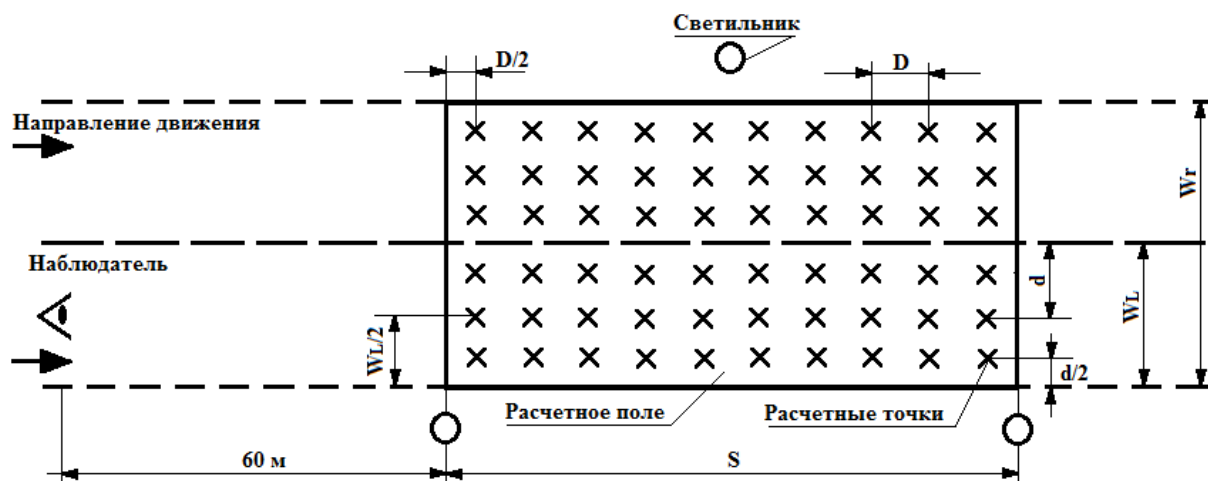 Светильник
D/2
D
Направление движения
Wr
Наблюдатель
d
WL
WL/2
d/2
Расчетное поле
Расчетные точки
60 м
S